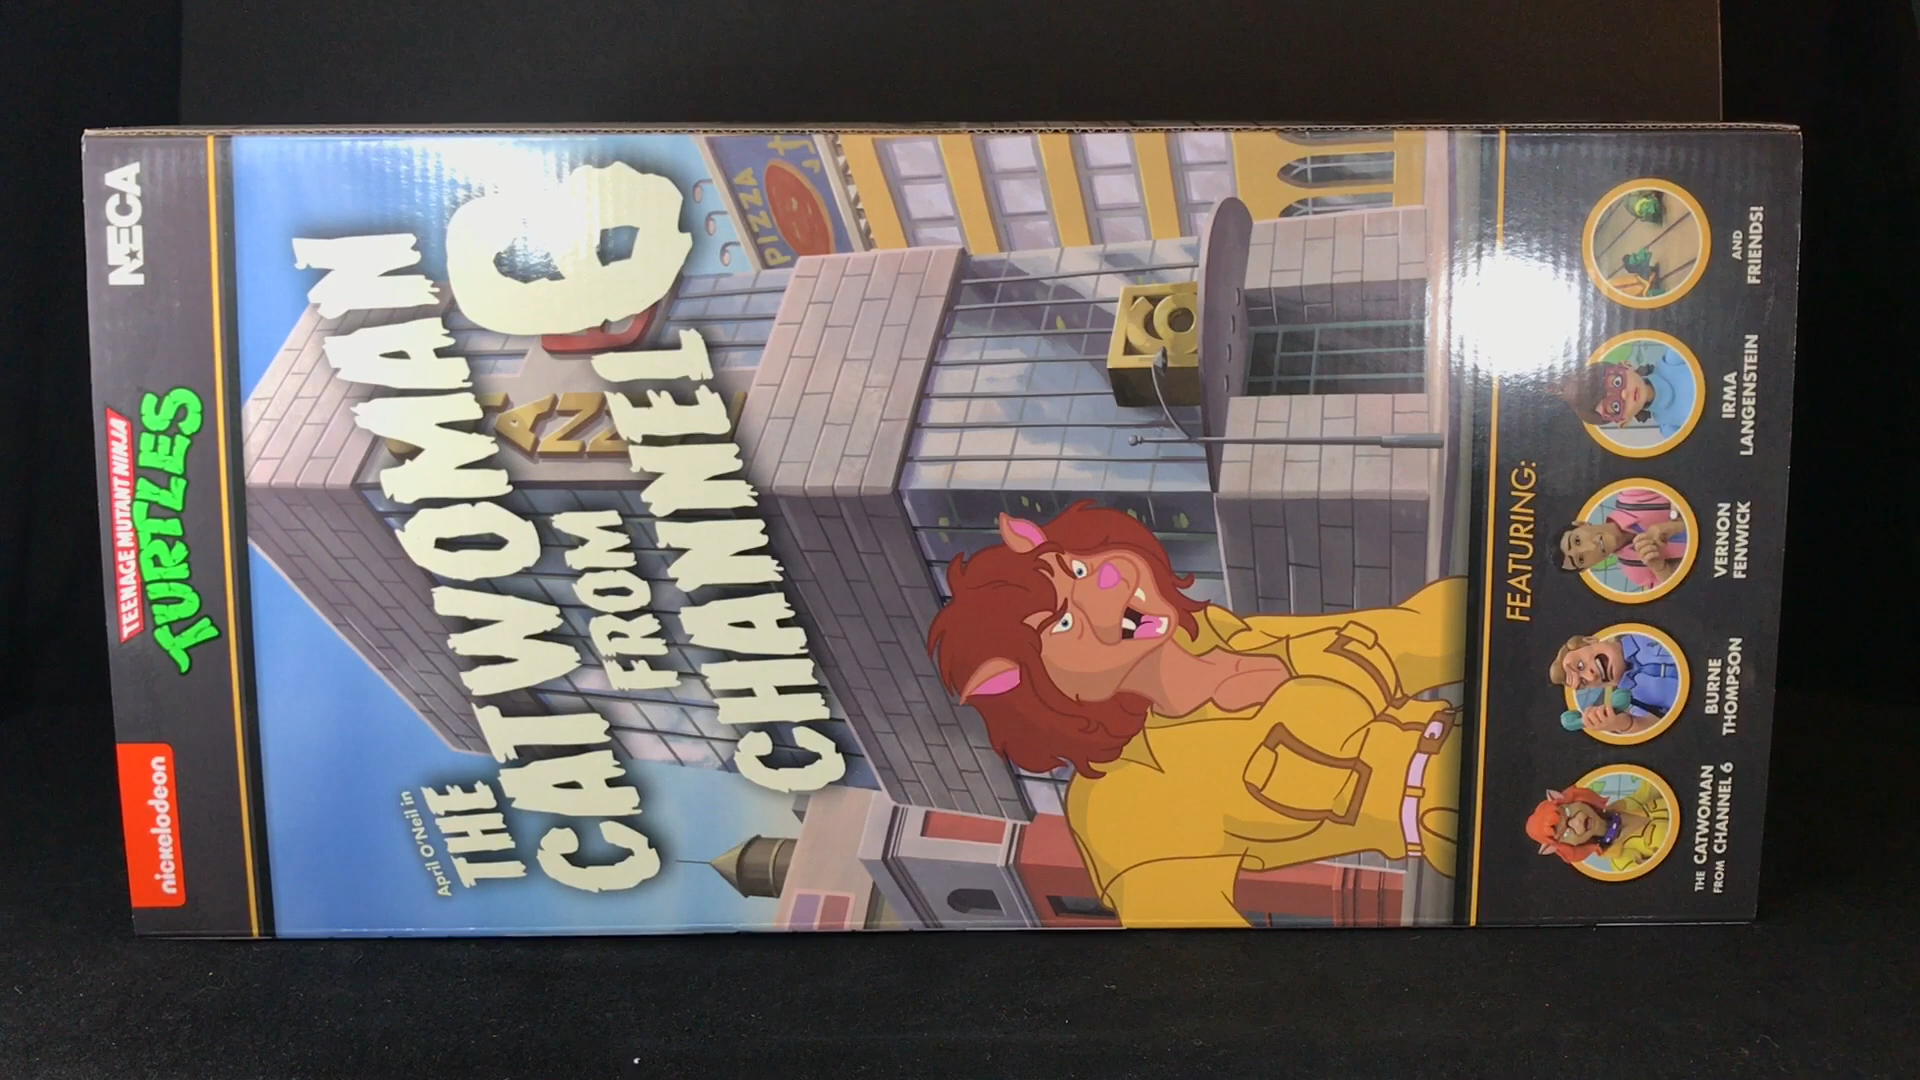 nickelodeon
TEENAGE MUTANT NINJA
TURTLES
NECA
April O'Neil in
THE
CATWOMAN
FROM
CHANNEL 6
PIZZA
6
FEATURING:
THE CATWOMAN
FROM CHANNEL 6
BURNE
THOMPSON
VERNON
FENWICK
IRMA
LANGENSTEIN
AND
FRIENDS!